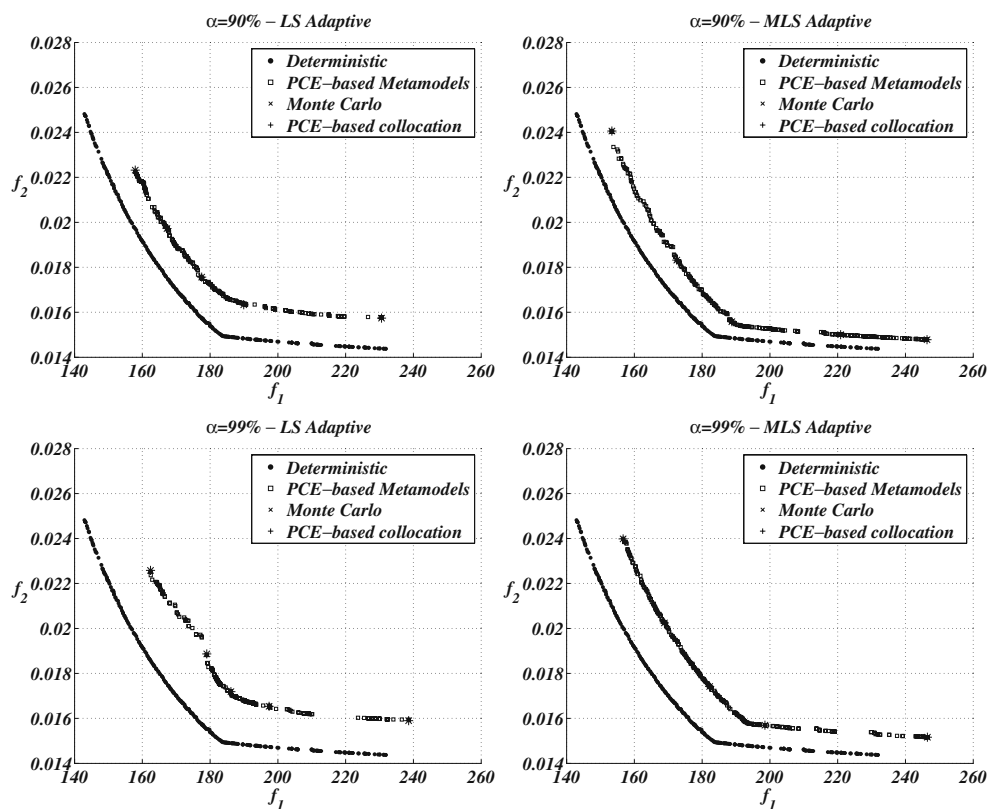 α=90% – LS Adaptive
0.028
0.026
0.024
0.022
f2
0.02
0.018
0.016
0.014
140 160 180 200 220 240 260
f1
Deterministic
PCE–based Metamodels
Monte Carlo
PCE–based collocation
α=90% – MLS Adaptive
0.028
0.026
0.024
0.022
f2
0.02
0.018
0.016
0.014
140 160 180 200 220 240 260
f1
Deterministic
PCE–based Metamodels
Monte Carlo
PCE–based collocation
α=99% – LS Adaptive
0.028
0.026
0.024
0.022
f2
0.02
0.018
0.016
0.014
140 160 180 200 220 240 260
f1
Deterministic
PCE–based Metamodels
Monte Carlo
PCE–based collocation
α=99% – MLS Adaptive
0.028
0.026
0.024
0.022
f2
0.02
0.018
0.016
0.014
140 160 180 200 220 240 260
f1
Deterministic
PCE–based Metamodels
Monte Carlo
PCE–based collocation